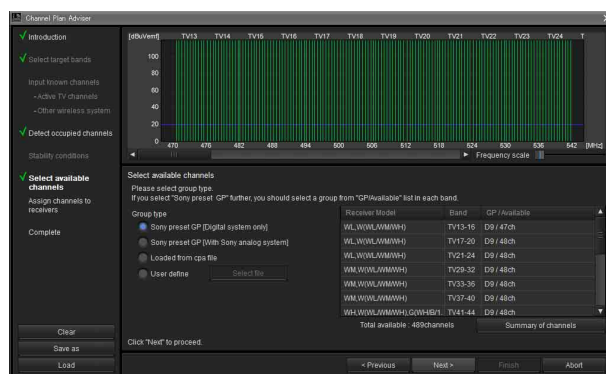 Channel Plan Adviser
Introduction
Select target bands
Input known channels
- Active TV channels
- Other wireless system
Detect occupied channels
Stability conditions
Select available channels
Assign channels to receivers
Complete
Clear
Save as
Load
[dBuVemf] TV13 TV14 TV15 TV16 TV17 TV18 TV19 TV20 TV21 TV22 TV23 TV24 T
100
80
60
40
20
0
470 476 482 488 494 500 506 512 518 524 530 536 542 [MHz]
Frequency scale
Select available channels
Please select group type.
If you select "Sony preset GP" further, you should select a group from "GP/Available" list in each band.
Group type
Sony preset GP [Digital system only]
Sony preset GP [With Sony analog system]
Loaded from cpa file
User define Select file
Receiver Model Band GP / Available
WL,W(WL/WM/WH) TV13-16 D9 / 47ch
WL,W(WL/WM/WH) TV17-20 D9 / 48ch
WL,W(WL/WM/WH) TV21-24 D9 / 48ch
WM,W(WL/WM/WH) TV29-32 D9 / 48ch
WM,W(WL/WM/WH) TV33-36 D9 / 48ch
WM,W(WL/WM/WH) TV37-40 D9 / 48ch
WH,W(WL/WM/WH),G(WH/B/1.. TV41-44 D9 / 48ch
Total available : 489channels
Summary of channels
Click "Next" to proceed.
< Previous Next > Finish Abort